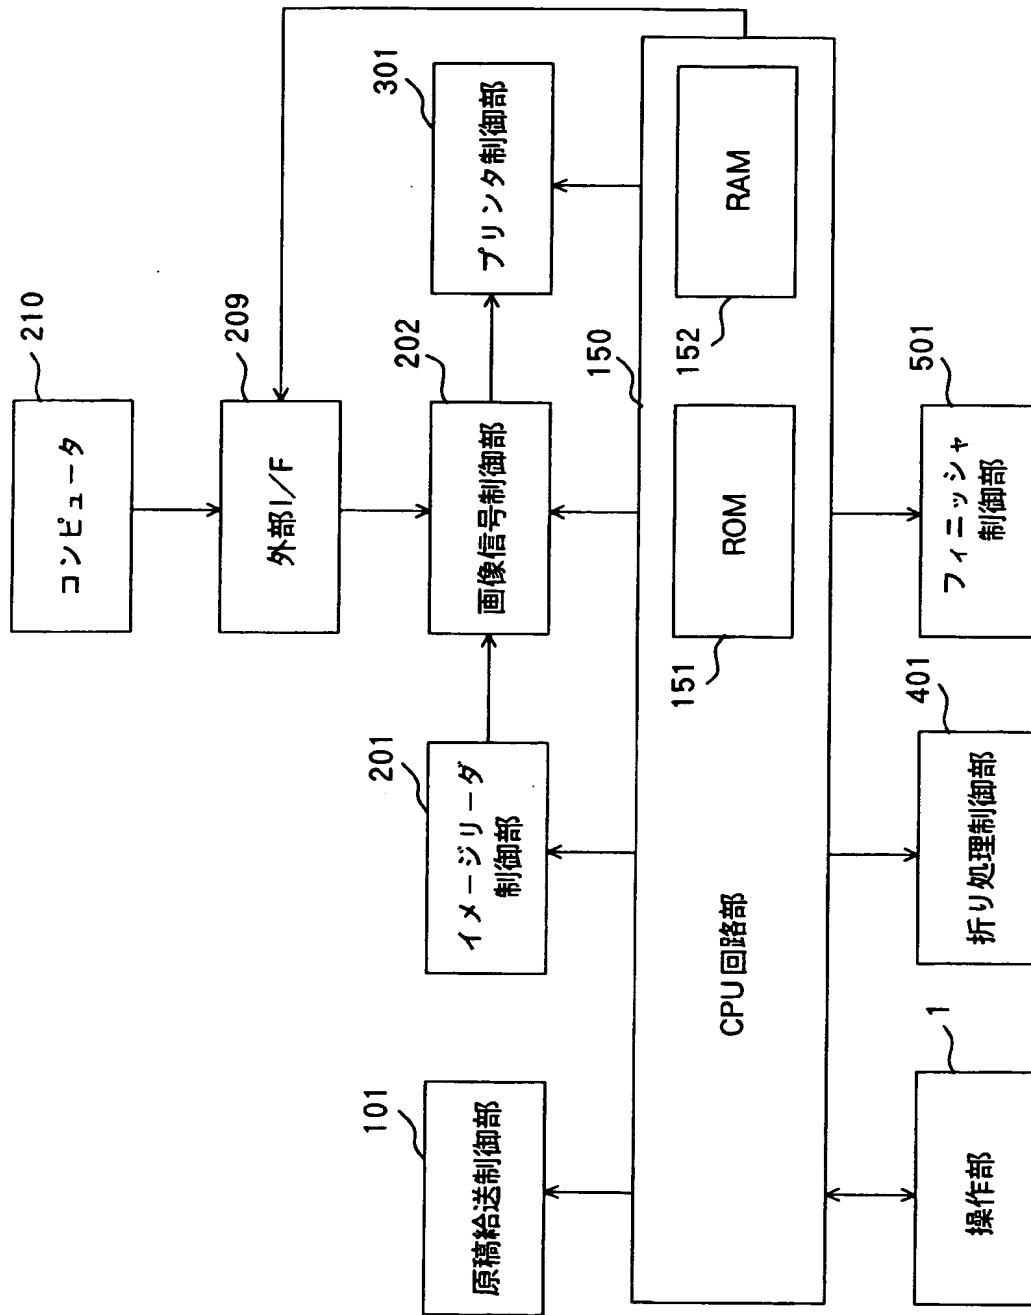 コンピュータ
210
外部I/F
209
原稿給送制御部
101
イメージリーダ
制御部
201
画像信号制御部
202
プリンタ制御部
301
CPU回路部
150
ROM
151
RAM
152
操作部
1
折り処理制御部
401
フィニッシャ
制御部
501